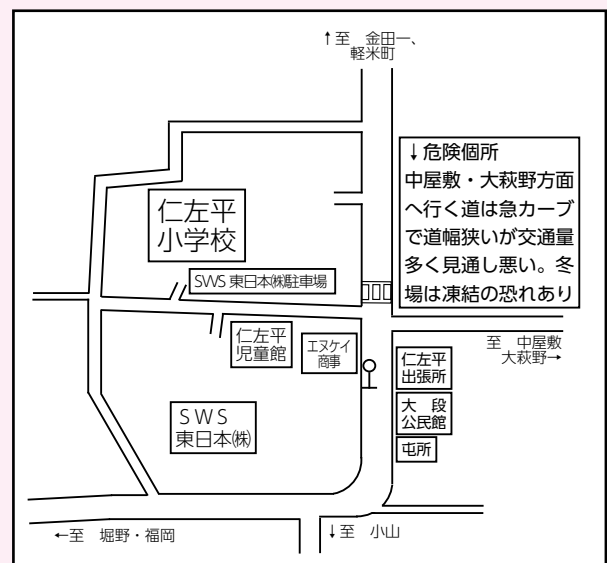 ↑至 金田一、
軽米町
↓危険個所
中屋敷・大萩野方面
へ行く道は急カーブ
で道幅狭いが交通量
多く見通し悪い。冬
場は凍結の恐れあり
仁左平
小学校
SWS 東日本㈱駐車場
仁左平
児童館
エヌケイ
商事
至 中屋敷
大萩野→
仁左平
出張所
大 段
公民館
屯所
SWS
東日本㈱
←至 堀野・福岡
↓至 小山